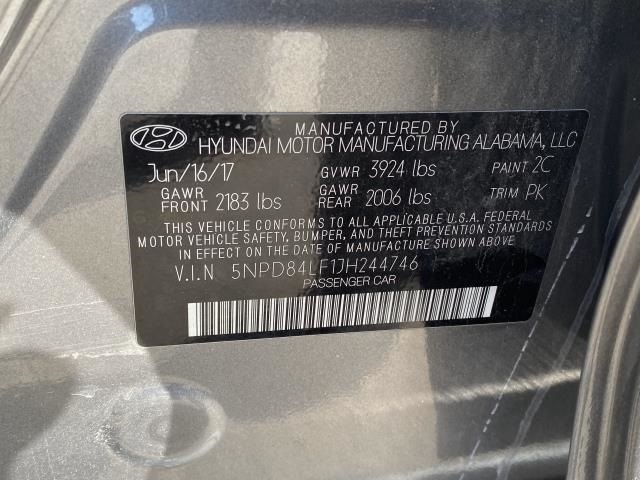 MANUFACTURED BY
HYUNDAI MOTOR MANUFACTURING ALABAMA, LLC
Jun/16/17 GVWR 3924 lbs PAINT 2C
GAWR FRONT 2183 lbs GAWR REAR 2006 lbs TRIM PK
THIS VEHICLE CONFORMS TO ALL APPLICABLE U.S.A. FEDERAL
MOTOR VEHICLE SAFETY, BUMPER, AND THEFT PREVENTION STANDARDS
IN EFFECT ON THE DATE OF MANUFACTURE SHOWN ABOVE.
V.I.N 5NPD84LF1JH244746
PASSENGER CAR